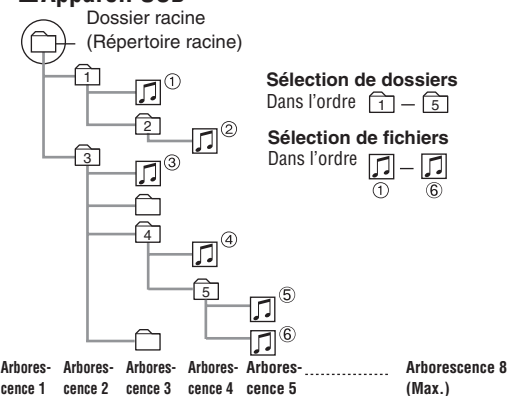 ■Appareil USB
Dossier racine
(Répertoire racine)
1
①
2
②
3
③
4
④
5
⑤
⑥
Sélection de dossiers
Dans l’ordre 1 – 5
Sélection de fichiers
Dans l’ordre –
① ⑥
Arbores- Arbores- Arbores- Arbores- Arbores- Arborescence 8
cence 1 cence 2 cence 3 cence 4 cence 5 (Max.)